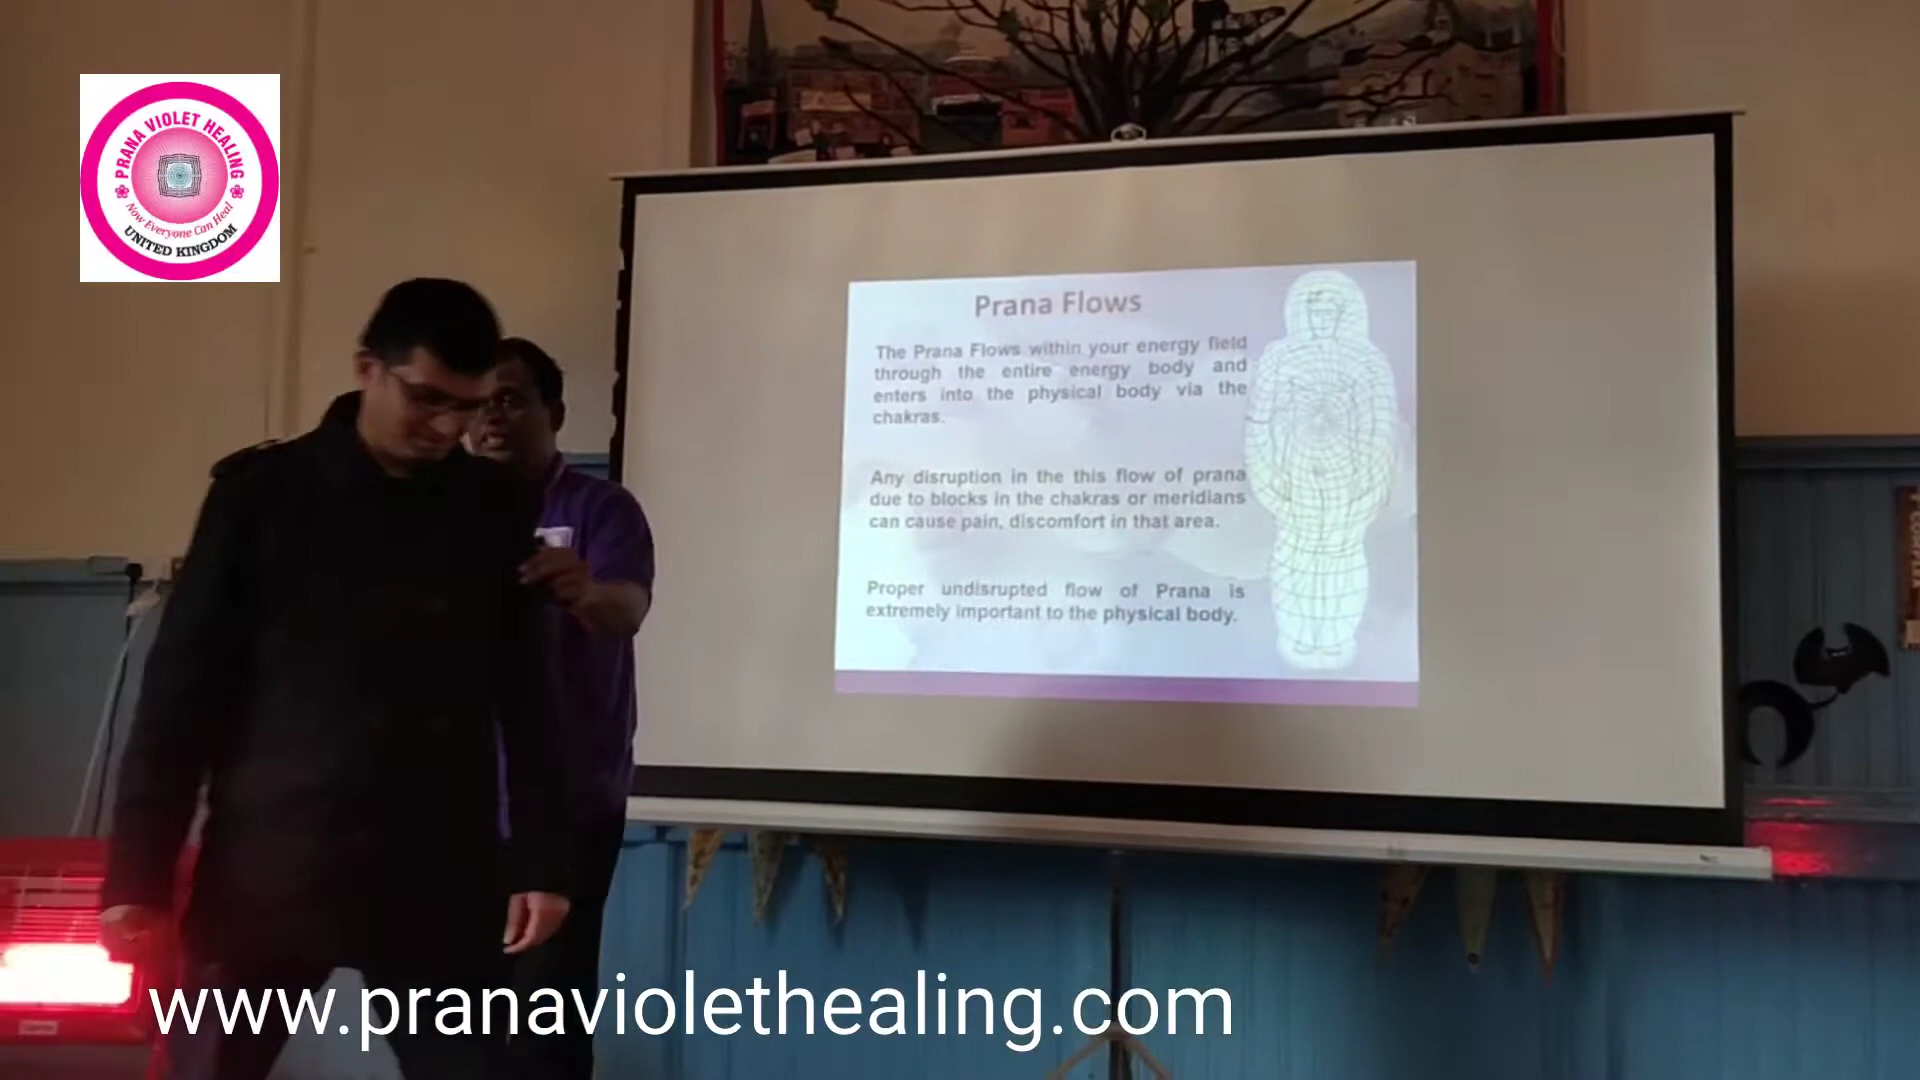 PRANA VIOLET HEALING
Now Everyone Can Heal
UNITED KINGDOM
Prana Flows
The Prana Flows within your energy field
through the entire energy body and
enters into the physical body via the
chakras.
Any disruption in the this flow of prana
due to blocks in the chakras or meridians
can cause pain, discomfort in that area.
Proper undisrupted flow of Prana is
extremely important to the physical body.
www.pranaviolethealing.com